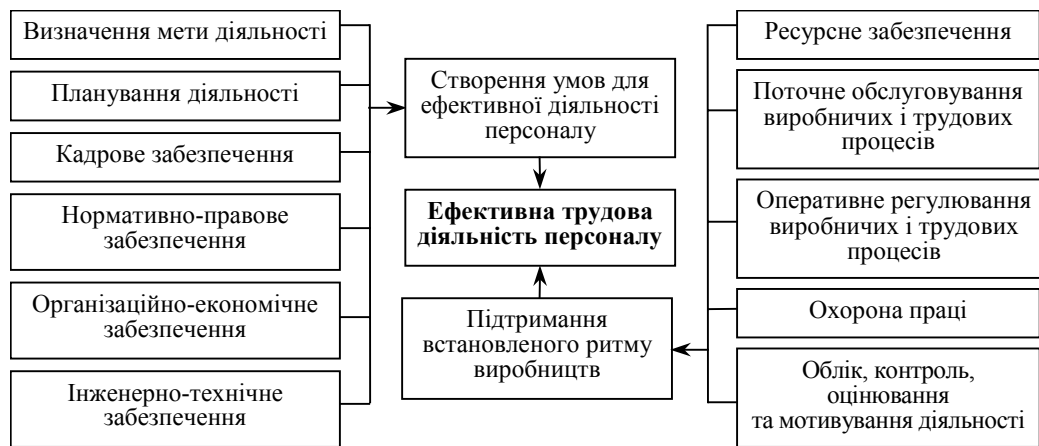 Визначення мети діяльності
Планування діяльності
Кадрове забезпечення
Нормативно-правове
забезпечення
Організаційно-економічне
забезпечення
Інженерно-технічне
забезпечення
Створення умов для
ефективної діяльності
персоналу
Ефективна трудова
діяльність персоналу
Підтримання
встановленого ритму
виробництв
Ресурсне забезпечення
Поточне обслуговування
виробничих і трудових
процесів
Оперативне регулювання
виробничих і трудових
процесів
Охорона праці
Облік, контроль,
оцінювання
та мотивування діяльності